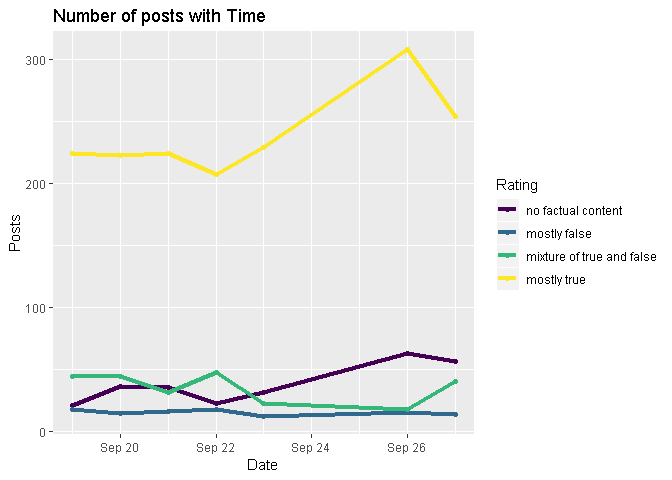 Number of posts with Time
300
200
100
0
Posts
Sep 20
Sep 22
Sep 24
Sep 26
Date
Rating
no factual content
mostly false
mixture of true and false
mostly true